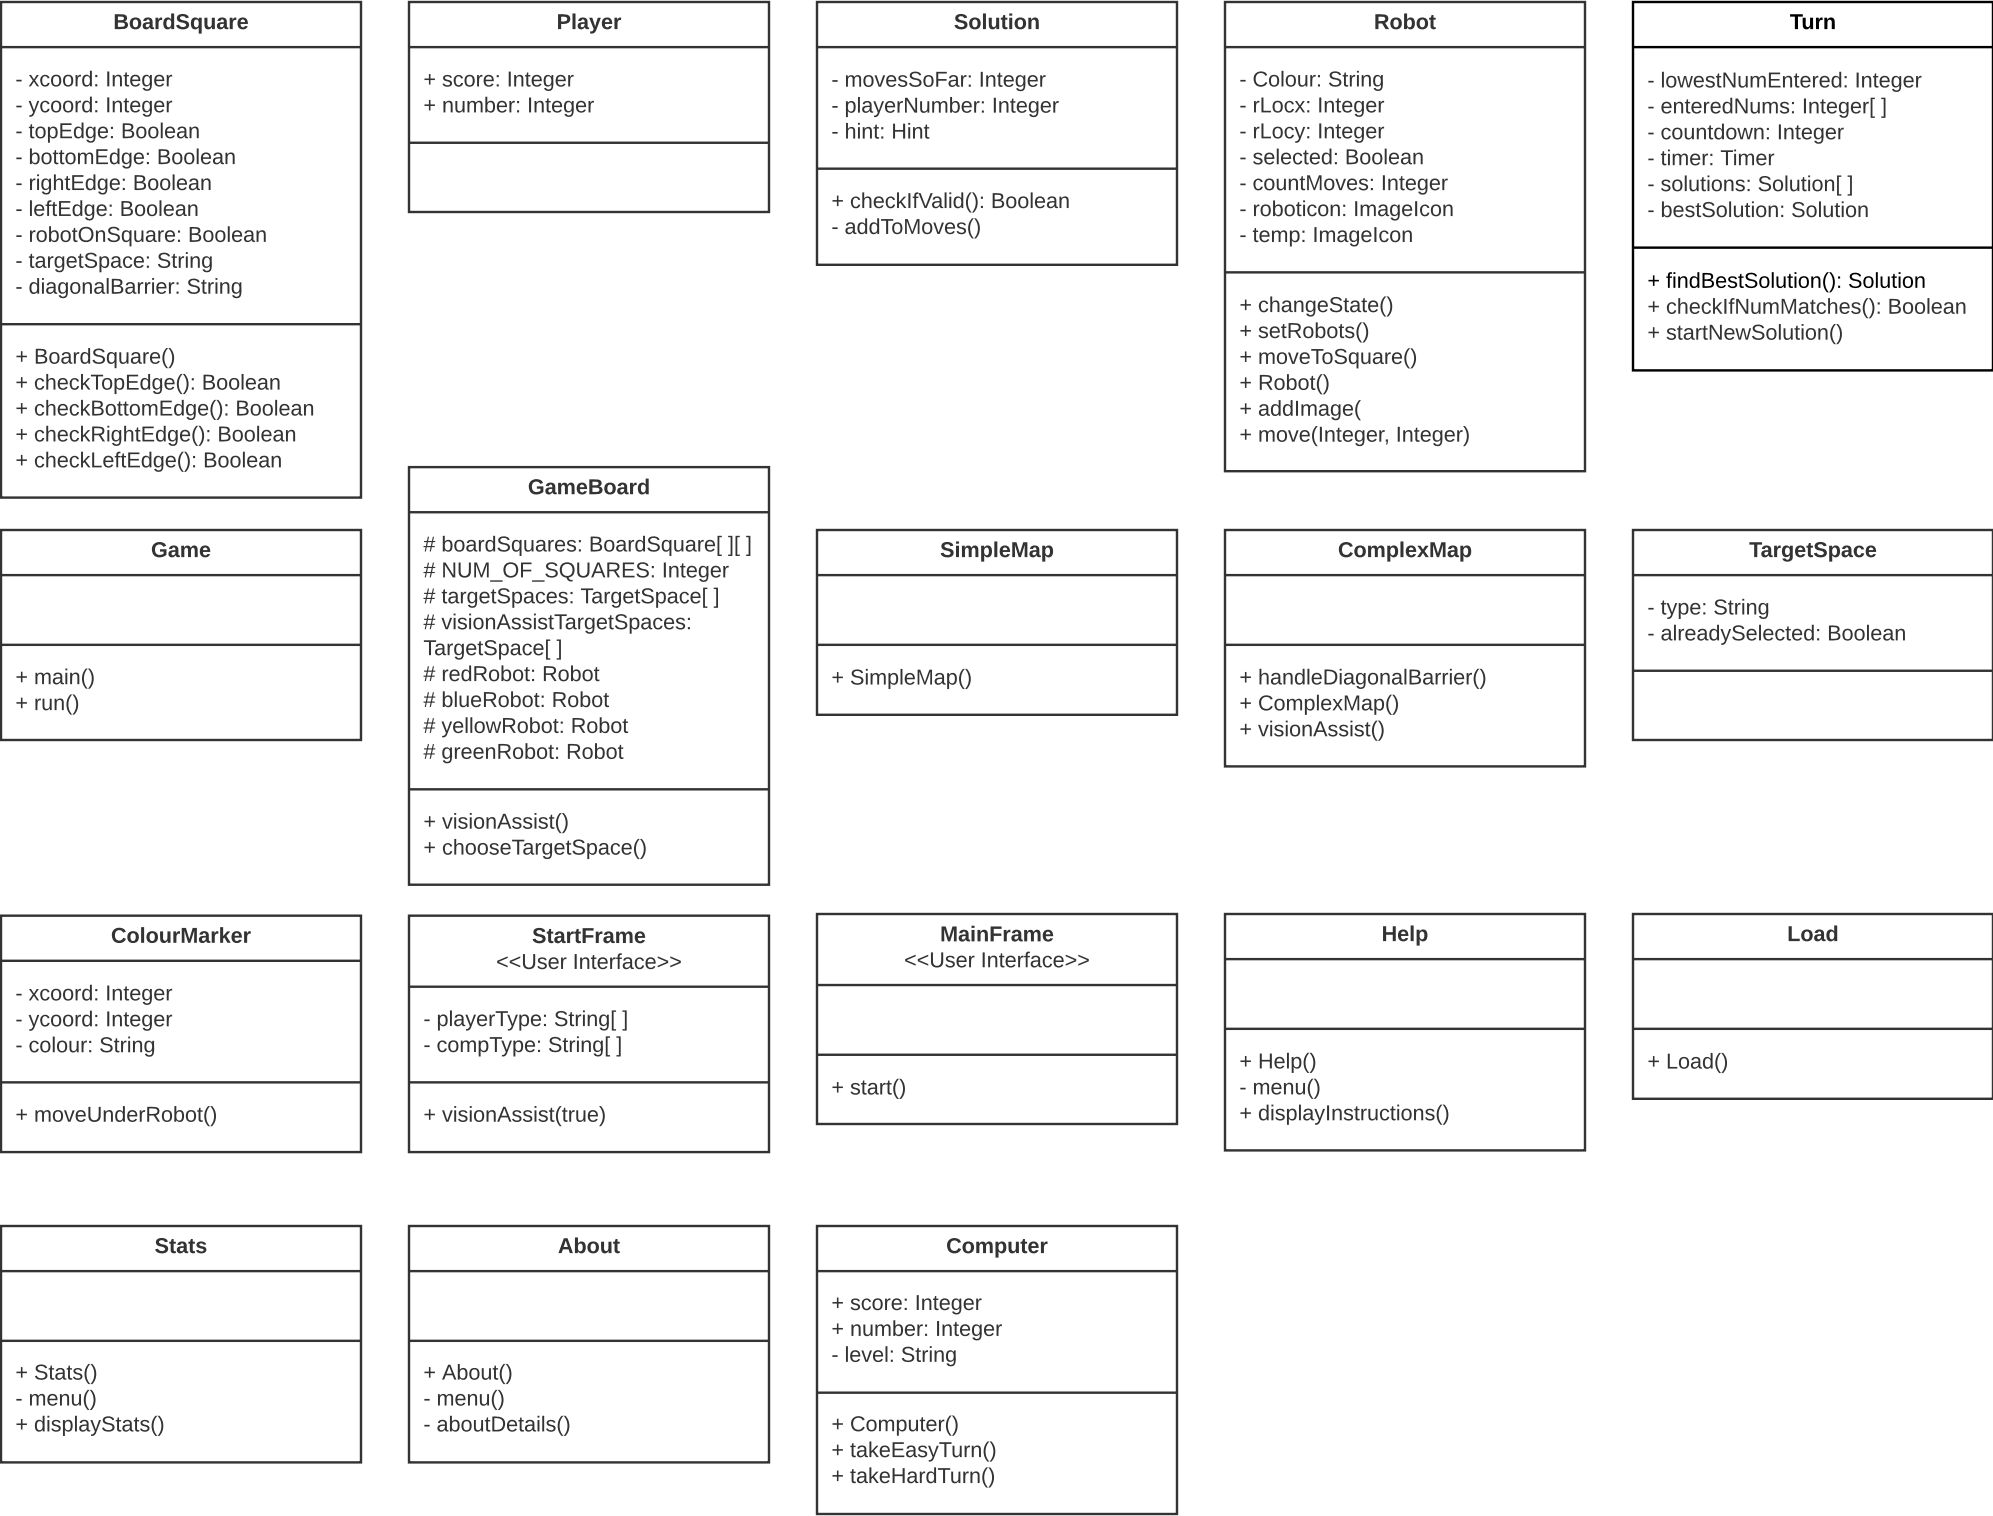 BoardSquare
- xcoord: Integer
- ycoord: Integer
- topEdge: Boolean
- bottomEdge: Boolean
- rightEdge: Boolean
- leftEdge: Boolean
- robotOnSquare: Boolean
- targetSpace: String
- diagonalBarrier: String
+ BoardSquare()
+ checkTopEdge(): Boolean
+ checkBottomEdge(): Boolean
+ checkRightEdge(): Boolean
+ checkLeftEdge(): Boolean
Player
+ score: Integer
+ number: Integer
Solution
- movesSoFar: Integer
- playerNumber: Integer
- hint: Hint
+ checkIfValid(): Boolean
- addToMoves()
Robot
- Colour: String
- rLocx: Integer
- rLocy: Integer
- selected: Boolean
- countMoves: Integer
- roboticon: ImageIcon
- temp: ImageIcon
+ changeState()
+ setRobots()
+ moveToSquare()
+ Robot()
+ addImage(
+ move(Integer, Integer)
Turn
- lowestNumEntered: Integer
- enteredNums: Integer[ ]
- countdown: Integer
- timer: Timer
- solutions: Solution[ ]
- bestSolution: Solution
+ findBestSolution(): Solution
+ checkIfNumMatches(): Boolean
+ startNewSolution()
Game
+ main()
+ run()
GameBoard
# boardSquares: BoardSquare[ ][ ]
# NUM_OF_SQUARES: Integer
# targetSpaces: TargetSpace[ ]
# visionAssistTargetSpaces:
TargetSpace[ ]
# redRobot: Robot
# blueRobot: Robot
# yellowRobot: Robot
# greenRobot: Robot
+ visionAssist()
+ chooseTargetSpace()
SimpleMap
+ SimpleMap()
ComplexMap
+ handleDiagonalBarrier()
+ ComplexMap()
+ visionAssist()
TargetSpace
- type: String
- alreadySelected: Boolean
ColourMarker
- xcoord: Integer
- ycoord: Integer
- colour: String
+ moveUnderRobot()
StartFrame
<<User Interface>>
- playerType: String[ ]
- compType: String[ ]
+ visionAssist(true)
MainFrame
<<User Interface>>
+ start()
Help
+ Help()
- menu()
+ displayInstructions()
Load
+ Load()
Stats
+ Stats()
- menu()
+ displayStats()
About
+ About()
- menu()
- aboutDetails()
Computer
+ score: Integer
+ number: Integer
- level: String
+ Computer()
+ takeEasyTurn()
+ takeHardTurn()